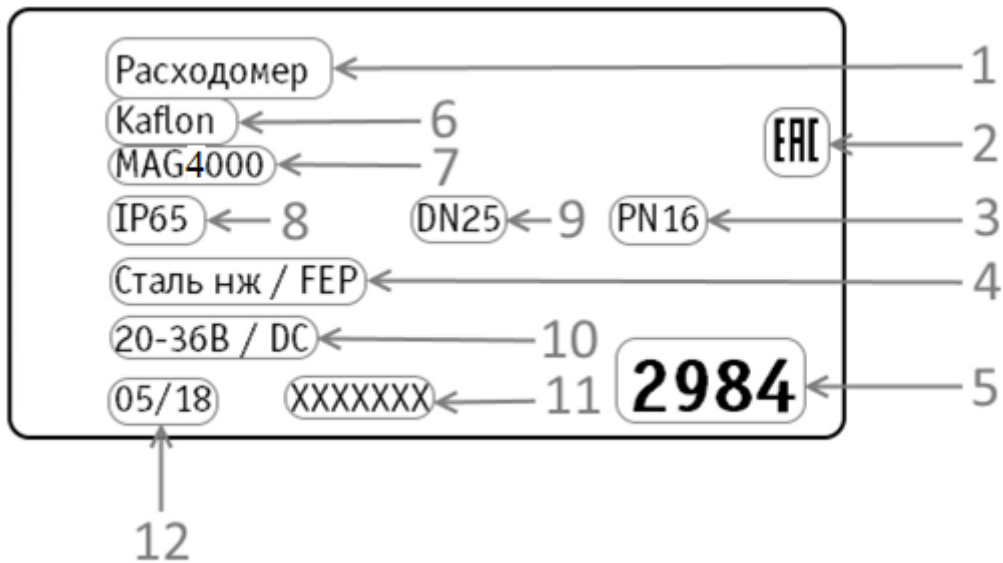 Расходомер 1
Kaflon 6
EAC 2
MAG4000 7
IP65 8 DN25 9 PN16 3
Сталь нж / FEP 4
20-36В / DC 10
05/18 XXXXXXX 11 2984 5
12